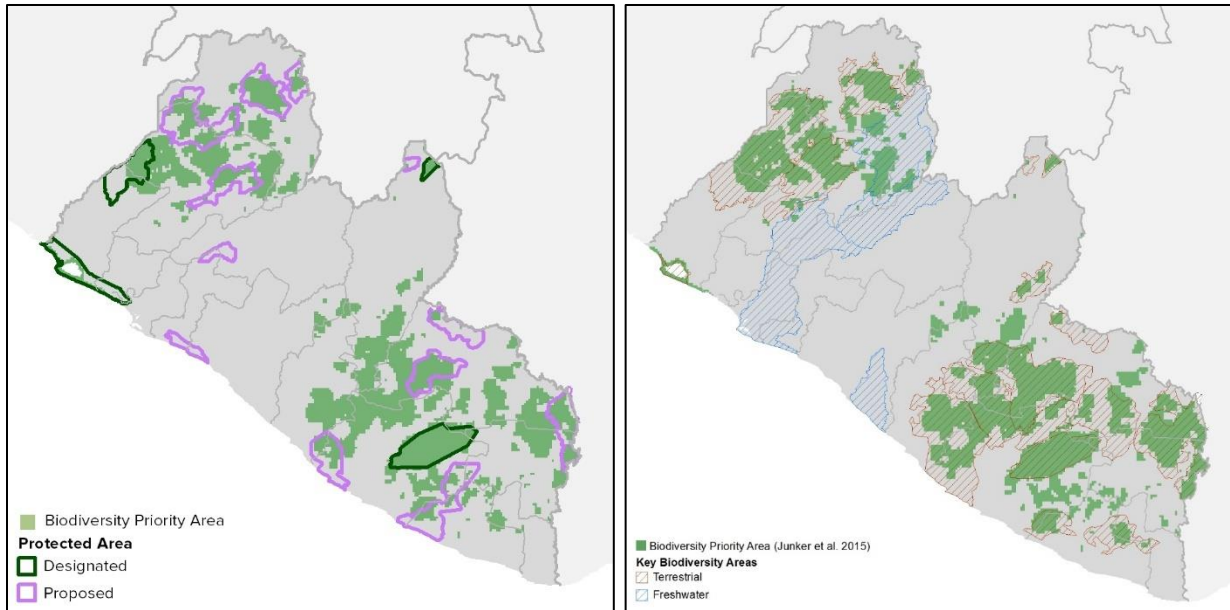 Biodiversity Priority Area
Protected Area
Designated
Proposed
Biodiversity Priority Area (Junker et al. 2015)
Key Biodiversity Areas
Terrestrial
Freshwater